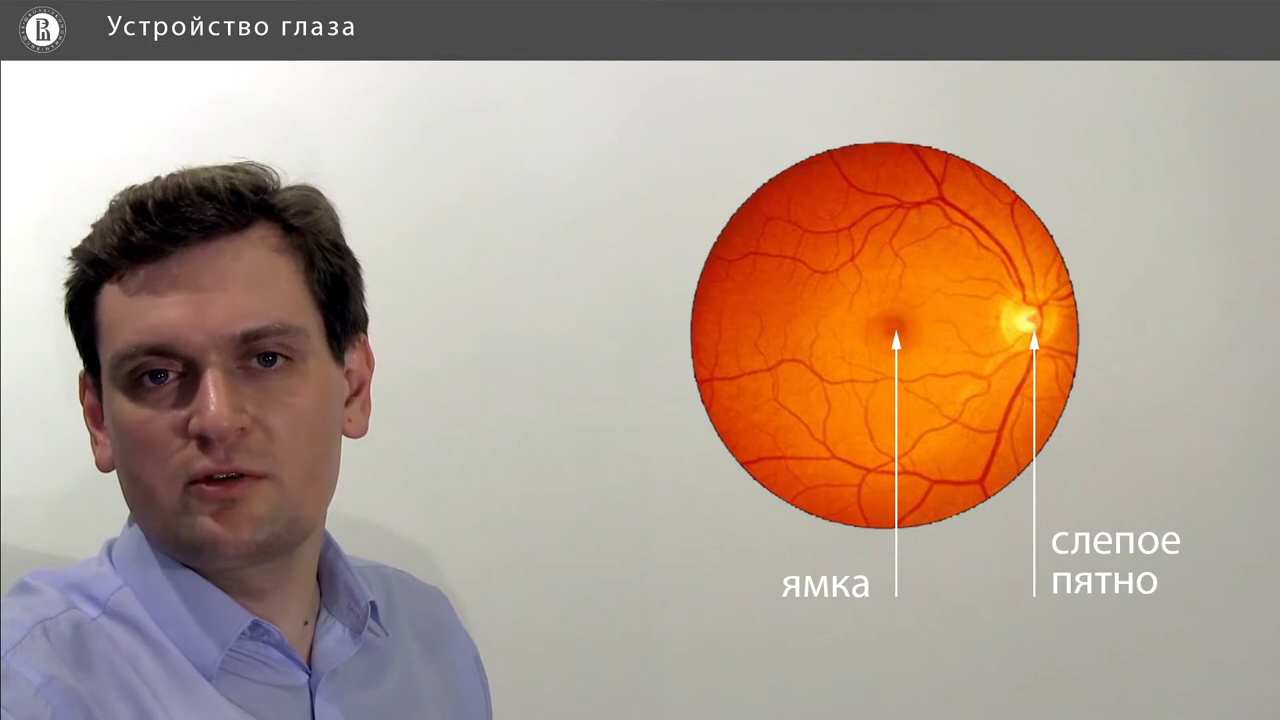 Устройство глаза
ямка
слепое
пятно